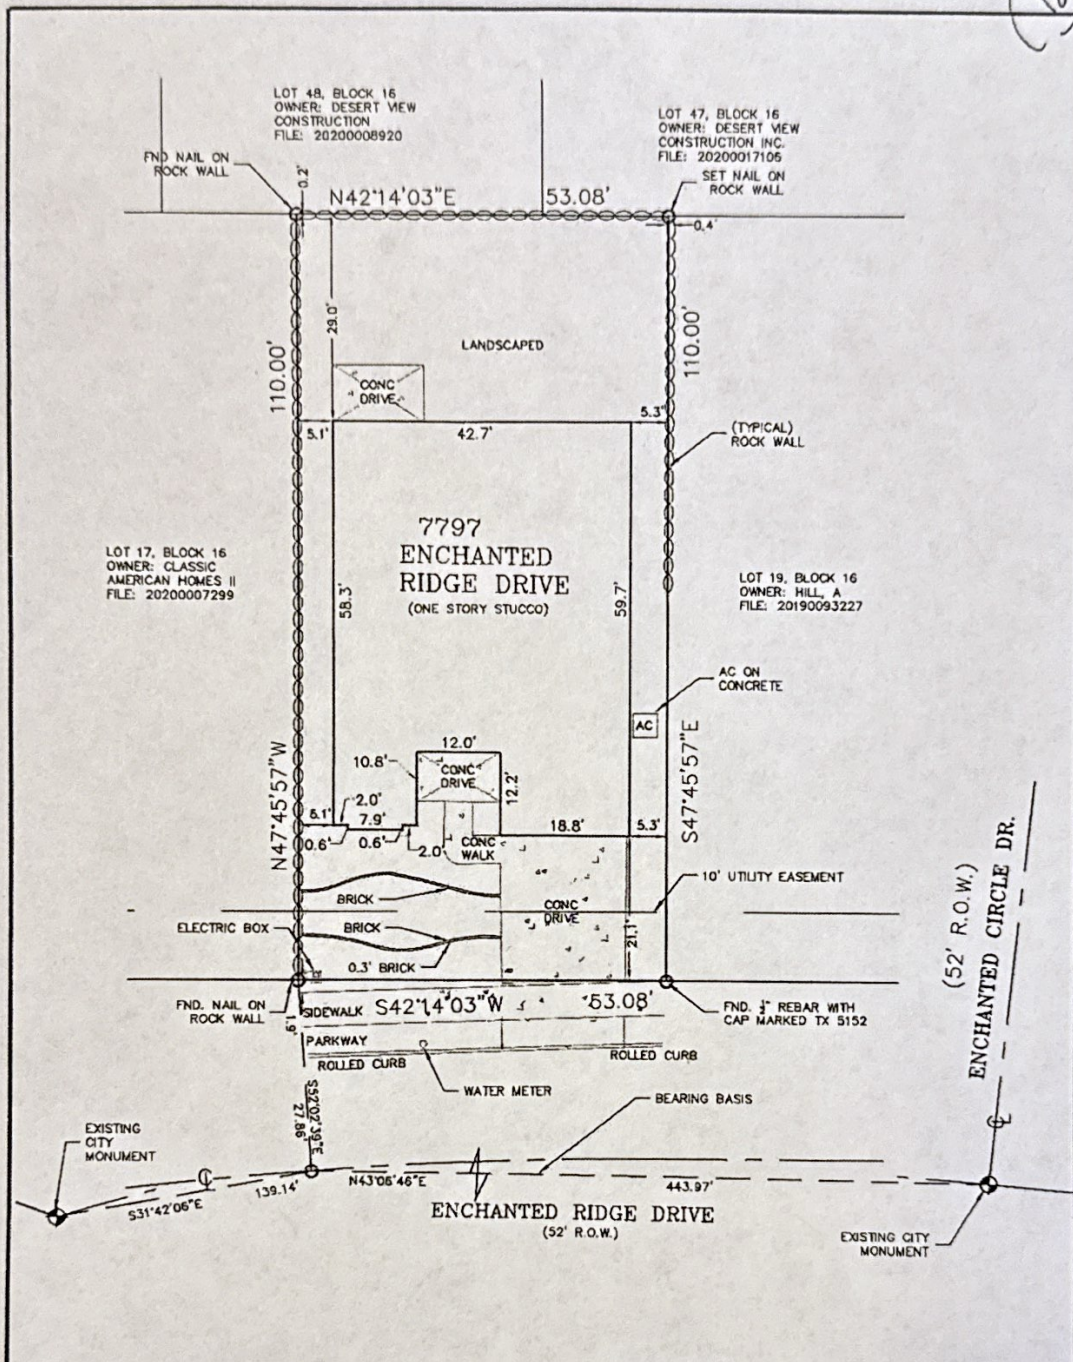 LOT 48, BLOCK 16
OWNER: DESERT VIEW
CONSTRUCTION
FILE: 20200008920
LOT 47, BLOCK 16
OWNER: DESERT VIEW
CONSTRUCTION INC.
FILE: 20200017106
FND NAIL ON
ROCK WALL
SET NAIL ON
ROCK WALL
0.2'
N42°14'03"E 53.08'
0.4'
29.0'
LANDSCAPED
110.00'
110.00'
CONC
DRIVE
5.3'
5.1'
42.7'
(TYPICAL)
ROCK WALL
7797
ENCHANTED
RIDGE DRIVE
(ONE STORY STUCCO)
LOT 17, BLOCK 16
OWNER: CLASSIC
AMERICAN HOMES II
FILE: 20200007299
58.3'
59.7'
LOT 19, BLOCK 16
OWNER: HILL, A
FILE: 20190093227
AC ON
CONCRETE
AC
N47°45'57"W
S47°45'57"E
12.0'
10.8'
CONC
DRIVE
12.2'
2.0'
5.1'
7.9'
18.8'
5.3'
0.6'
0.6'
2.0'
CONC
WALK
10' UTILITY EASEMENT
BRICK
CONC
DRIVE
ELECTRIC BOX
BRICK
21.1'
0.3' BRICK
FND. NAIL ON
ROCK WALL
SIDEWALK
S42°14'03"W 53.08'
FND. ½" REBAR WITH
CAP MARKED TX 5152
1.9'
PARKWAY
ROLLED CURB
ROLLED CURB
WATER METER
BEARING BASIS
S52°02'39"E
27.86'
(52' R.O.W.)
ENCHANTED CIRCLE DR.
EXISTING
CITY
MONUMENT
S31°42'06"E
139.14'
N43°06'46"E
443.97'
ENCHANTED RIDGE DRIVE
(52' R.O.W.)
EXISTING CITY
MONUMENT